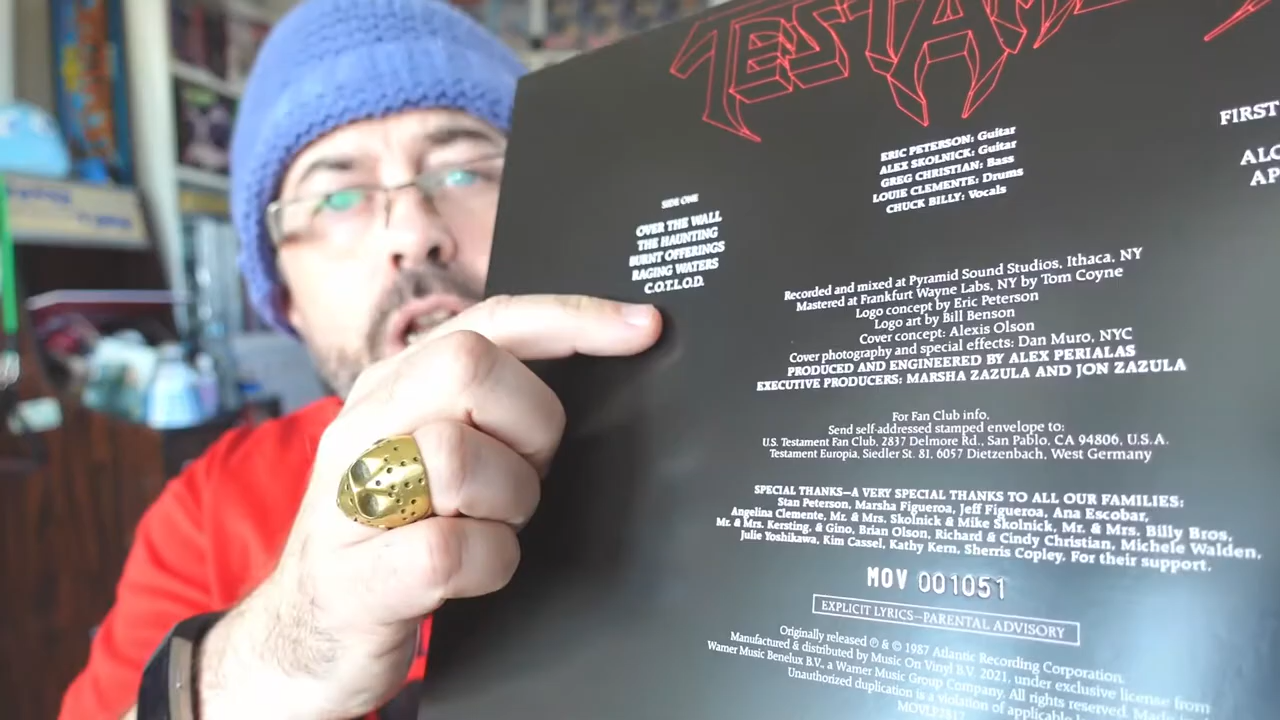 TESTAM
FIRST
ALC
AP
ERIC PETERSON: Guitar
ALEX SKOLNICK: Guitar
GREG CHRISTIAN: Bass
LOUIE CLEMENTE: Drums
CHUCK BILLY: Vocals
SIDE ONE
OVER THE WALL
THE HAUNTING
BURNT OFFERINGS
RAGING WATERS
C.O.T.L.O.D.
Recorded and mixed at Pyramid Sound Studios, Ithaca, NY
Mastered at Frankfurt Wayne Labs, NY by Tom Coyne
Logo concept by Eric Peterson
Logo art by Bill Benson
Cover concept: Alexis Olson
Cover photography and special effects: Dan Muro, NYC
PRODUCED AND ENGINEERED BY ALEX PERIALAS
EXECUTIVE PRODUCERS: MARSHA ZAZULA AND JON ZAZULA
For Fan Club info,
Send self-addressed stamped envelope to:
U.S. Testament Fan Club, 2837 Delmore Rd., San Pablo, CA 94806, U.S.A.
Testament Europia, Siedler St. 81, 6057 Dietzenbach, West Germany
SPECIAL THANKS—A VERY SPECIAL THANKS TO ALL OUR FAMILIES:
Stan Peterson, Marsha Figueroa, Jeff Figueroa, Ana Escobar,
Angelina Clemente, Mr. & Mrs. Skolnick & Mike Skolnick, Mr. & Mrs. Billy Bros,
Mr. & Mrs. Kersting, & Gino, Brian Olson, Richard & Cindy Christian, Michele Walden,
Julie Yoshikawa, Kim Cassel, Kathy Kern, Sherris Copley, For their support.
MOV 001051
EXPLICIT LYRICS—PARENTAL ADVISORY
Originally released ℗ & © 1987 Atlantic Recording Corporation.
Manufactured & distributed by Music On Vinyl B.V. 2021, under exclusive license from
Warner Music Benelux B.V., a Warner Music Group Company. All rights reserved. Made
Unauthorized duplication is a violation of applicable
MOVLP2817